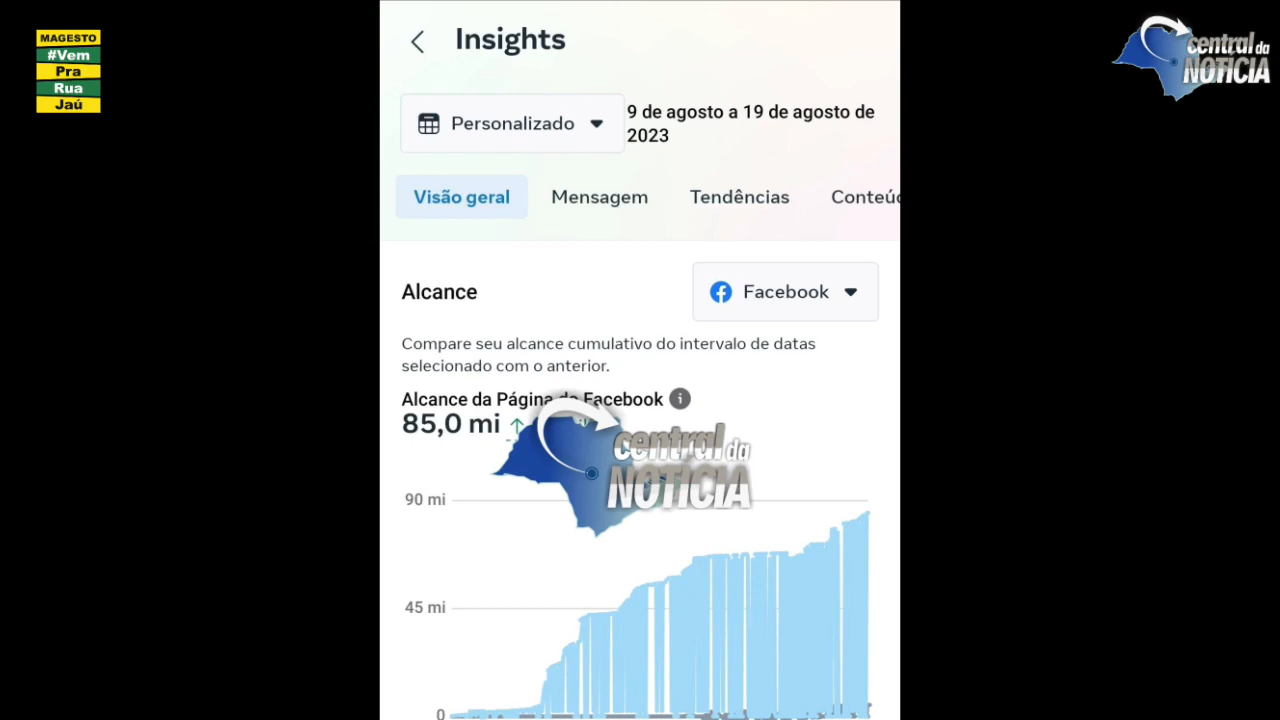 MAGESTO
#Vem
Pra
Rua
Jaú
Insights
central da
NOTÍCIA
Personalizado
9 de agosto a 19 de agosto de
2023
Visão geral
Mensagem
Tendências
Conteúd
Alcance
Facebook
Compare seu alcance cumulativo do intervalo de datas
selecionado com o anterior.
Alcance da Página do Facebook
85,0 mi
central da
NOTÍCIA
90 mi
45 mi
0